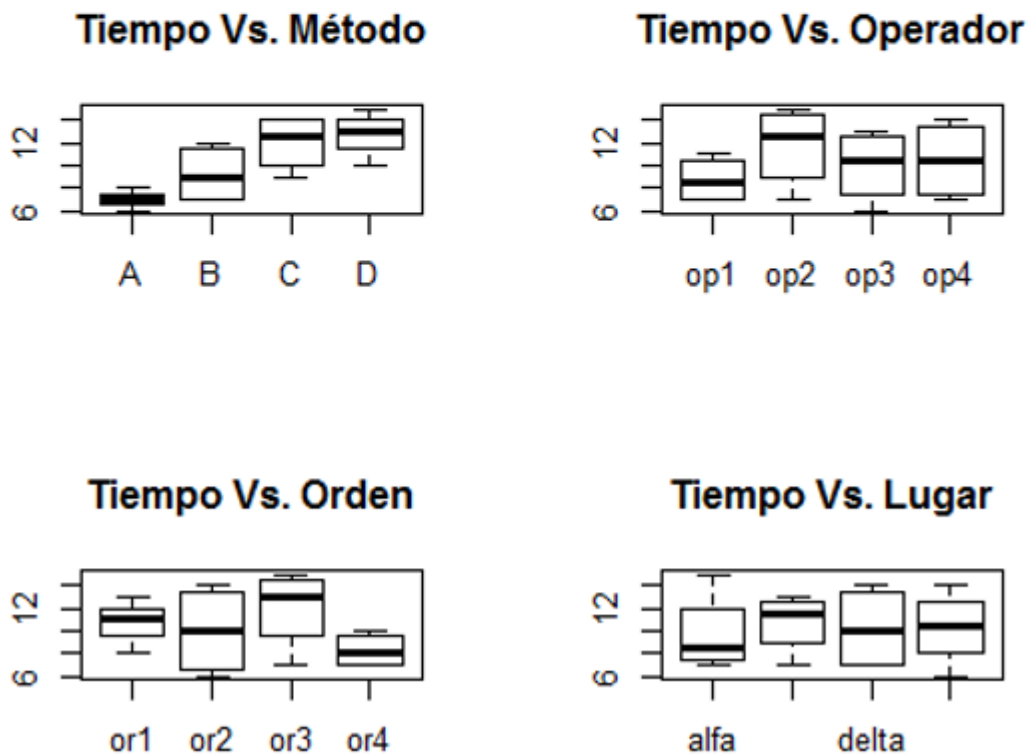 Tiempo Vs. Método
12
6
A B C D
Tiempo Vs. Operador
12
6
op1 op2 op3 op4
Tiempo Vs. Orden
12
6
or1 or2 or3 or4
Tiempo Vs. Lugar
12
6
alfa delta